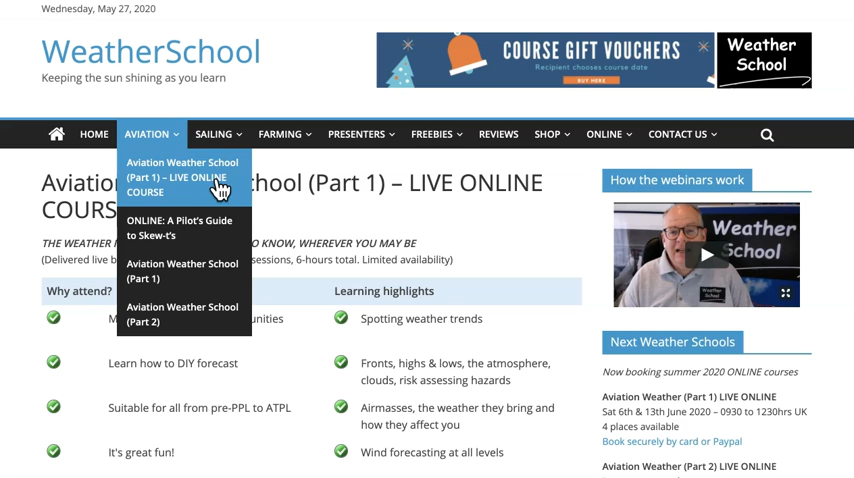 Wednesday, May 27, 2020
WeatherSchool
Keeping the sun shining as you learn
COURSE GIFT VOUCHERS
Recipient chooses course date
BUY HERE
Weather
School
HOME AVIATION SAILING FARMING PRESENTERS FREEBIES REVIEWS SHOP ONLINE CONTACT US
Aviation Weather School
(Part 1) – LIVE ONLINE
COURSE
ONLINE: A Pilot's Guide
to Skew-t's
Aviation Weather School
(Part 1)
Aviation Weather School
(Part 2)
Aviation chool (Part 1) – LIVE ONLINE
COURS
THE WEATHER O KNOW, WHEREVER YOU MAY BE
(Delivered live b sessions, 6-hours total. Limited availability)
Why attend? Learning highlights
M unities Spotting weather trends
Learn how to DIY forecast Fronts, highs & lows, the atmosphere,
clouds, risk assessing hazards
Suitable for all from pre-PPL to ATPL Airmasses, the weather they bring and
how they affect you
It's great fun! Wind forecasting at all levels
How the webinars work
Weather
School
Weather
School
Next Weather Schools
Now booking summer 2020 ONLINE courses
Aviation Weather (Part 1) LIVE ONLINE
Sat 6th & 13th June 2020 – 0930 to 1230hrs UK
4 places available
Book securely by card or Paypal
Aviation Weather (Part 2) LIVE ONLINE